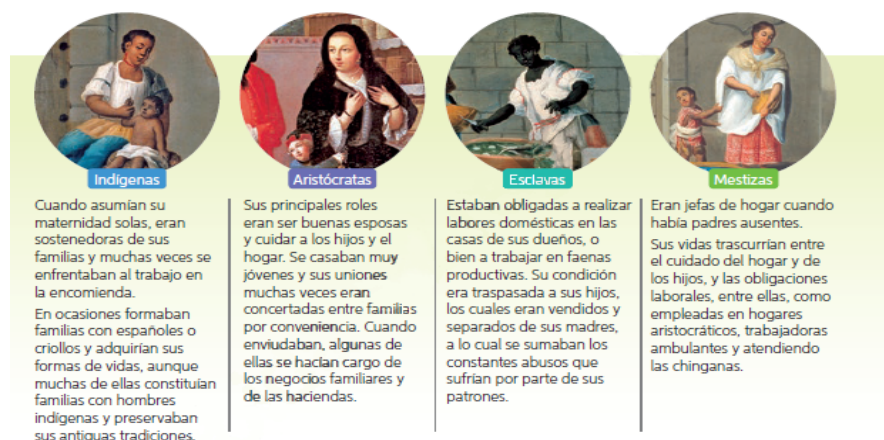 Indígenas
Cuando asumían su
maternidad solas, eran
sostenedoras de sus
familias y muchas veces se
enfrentaban al trabajo en
la encomienda.
En ocasiones formaban
familias con españoles o
criollos y adquirían sus
formas de vidas, aunque
muchas de ellas constituían
familias con hombres
indígenas y preservaban
sus antiguas tradiciones.
Aristócratas
Sus principales roles
eran ser buenas esposas
y cuidar a los hijos y el
hogar. Se casaban muy
jóvenes y sus uniones
muchas veces eran
concertadas entre familias
por conveniencia. Cuando
enviudaban, algunas de
ellas se hacían cargo de
los negocios familiares y
de las haciendas.
Esclavas
Estaban obligadas a realizar
labores domésticas en las
casas de sus dueños, o
bien a trabajar en faenas
productivas. Su condición
era traspasada a sus hijos,
los cuales eran vendidos y
separados de sus madres,
a lo cual se sumaban los
constantes abusos que
sufrían por parte de sus
patrones.
Mestizas
Eran jefas de hogar cuando
había padres ausentes.
Sus vidas trascurrían entre
el cuidado del hogar y de
los hijos, y las obligaciones
laborales, entre ellas, como
empleadas en hogares
aristocráticos, trabajadoras
ambulantes y atendiendo
las chinganas.